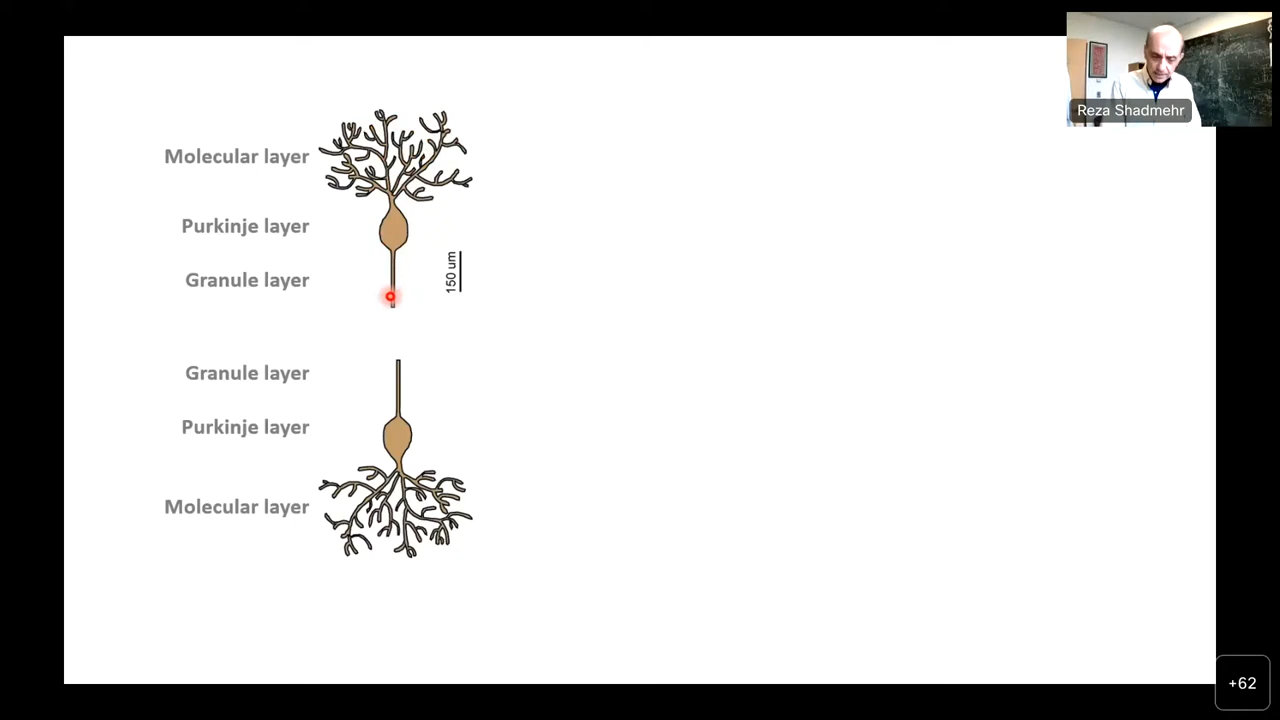 Reza Shadmehr
Molecular layer
Purkinje layer
Granule layer
150 um
Granule layer
Purkinje layer
Molecular layer
+62